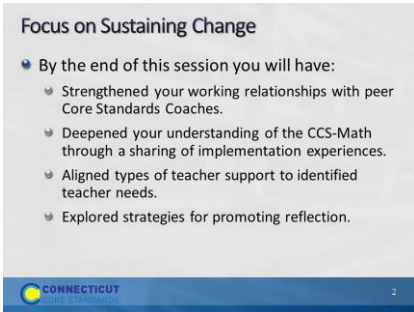 Focus on Sustaining Change
By the end of this session you will have:
Strengthened your working relationships with peer
Core Standards Coaches.
Deepened your understanding of the CCS-Math
through a sharing of implementation experiences.
Aligned types of teacher support to identified
teacher needs.
Explored strategies for promoting reflection.
CONNECTICUT
CORE STANDARDS
2